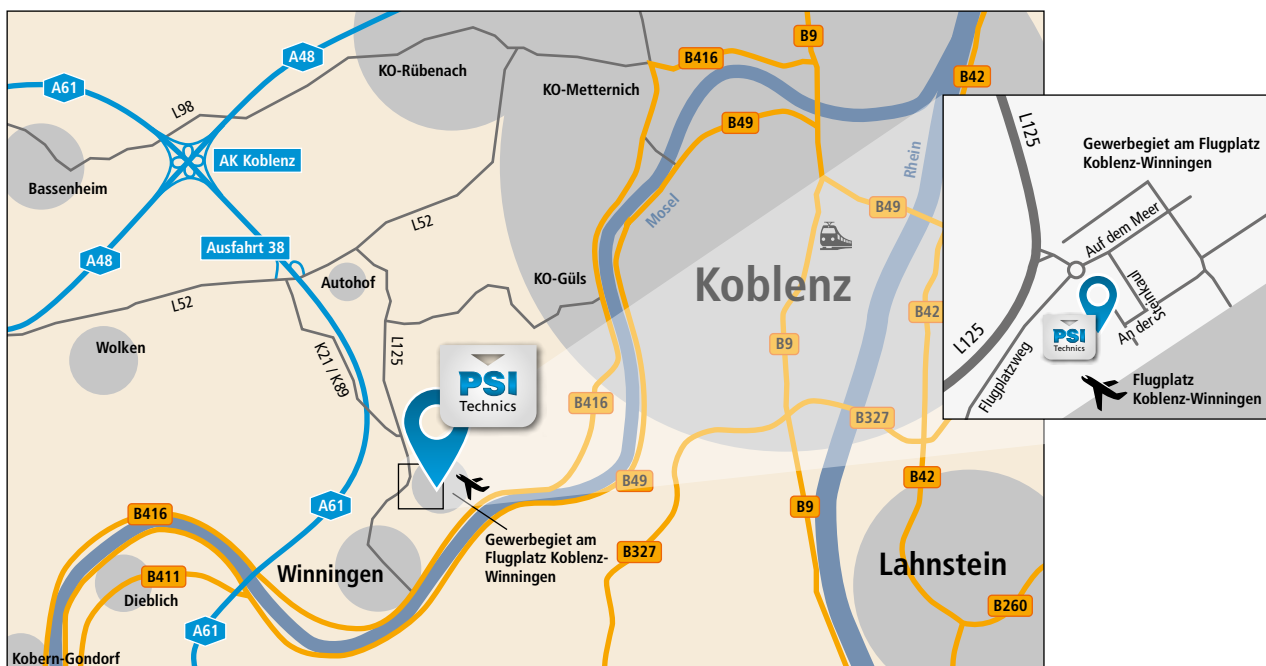 A48
KO-Rübenach
A61
L98
AK Koblenz
Bassenheim
A48
Ausfahrt 38
L52
L52
Autohof
Wolken
K21 / K89
L125
KO-Metternich
B416
B9
B42
B49
Mosel
Rhein
B49
KO-Güls
Koblenz
B42
B9
B416
B327
B49
PSI
Technics
A61
B416
Gewerbegiet am
Flugplatz Koblenz-
Winningen
B327
B9
B42
Winningen
Lahnstein
B411
Dieblich
A61
B260
Kobern-Gondorf
L125
Gewerbegiet am Flugplatz
Koblenz-Winningen
Auf dem Meer
An der Steinkaul
L125
PSI
Technics
Flugplatzweg
Flugplatz
Koblenz-Winningen